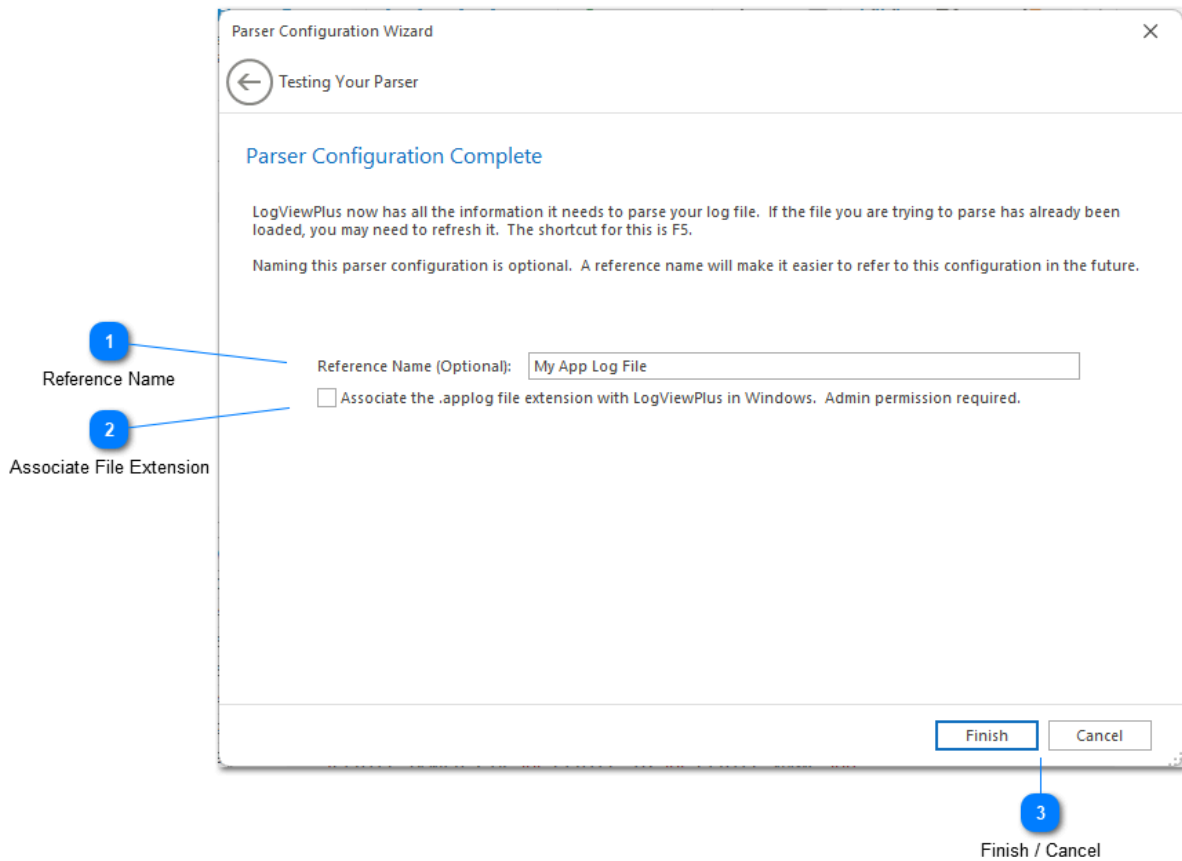 Parser Configuration Wizard
Testing Your Parser
Parser Configuration Complete
LogViewPlus now has all the information it needs to parse your log file.  If the file you are trying to parse has already been
loaded, you may need to refresh it.  The shortcut for this is F5.
Naming this parser configuration is optional.  A reference name will make it easier to refer to this configuration in the future.
1
Reference Name
Reference Name (Optional):
My App Log File
Associate the .applog file extension with LogViewPlus in Windows.  Admin permission required.
2
Associate File Extension
Finish
Cancel
3
Finish / Cancel